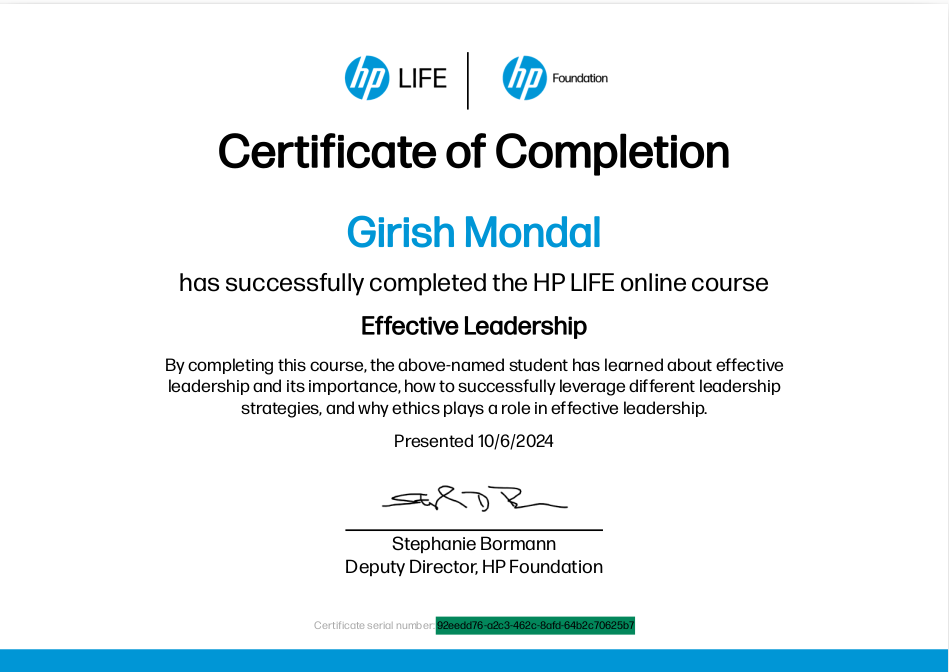 hp LIFE hp Foundation
Certificate of Completion
Girish Mondal
has successfully completed the HP LIFE online course
Effective Leadership
By completing this course, the above-named student has learned about effective
leadership and its importance, how to successfully leverage different leadership
strategies, and why ethics plays a role in effective leadership.
Presented 10/6/2024
Stephanie Bormann
Deputy Director, HP Foundation
Certificate serial number: 92eedd76-a2c3-462c-8afd-64b2c70625b7